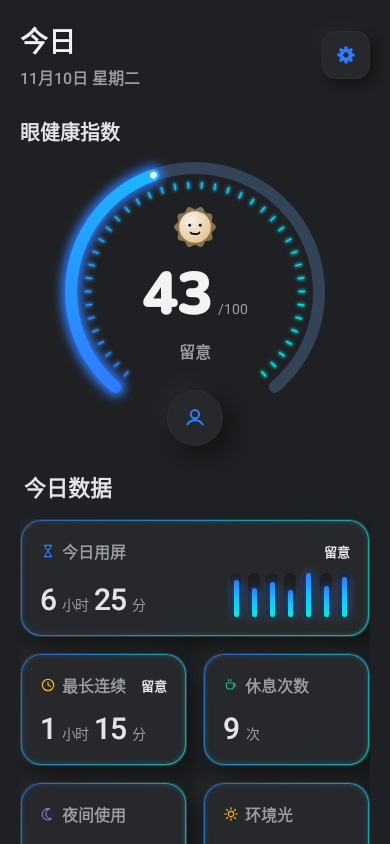 今日
11月10日 星期二
眼健康指数
43 /100
留意
今日数据
今日用屏 留意
6 小时 25 分
最长连续 留意
1 小时 15 分
休息次数
9 次
夜间使用
环境光